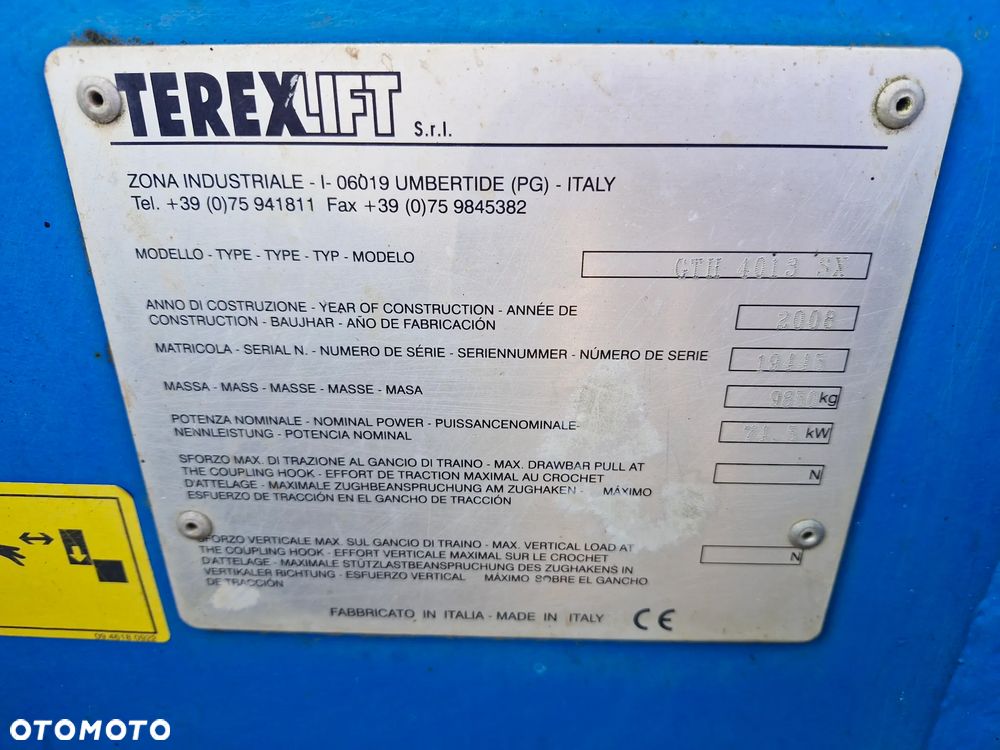 TEREXLIFT S.r.l.
ZONA INDUSTRIALE - I- 06019 UMBERTIDE (PG) - ITALY
Tel. +39 (0)75 941811 Fax +39 (0)75 9845382
MODELLO - TYPE - TYPE - TYP - MODELO
GTH 4013 SX
ANNO DI COSTRUZIONE - YEAR OF CONSTRUCTION - ANNÉE DE
CONSTRUCTION - BAUJHAR - AÑO DE FABRICACIÓN
MATRICOLA - SERIAL N. - NUMERO DE SÉRIE - SERIENNUMMER - NÚMERO DE SERIE
MASSA - MASS - MASSE - MASSE - MASA
kg
POTENZA NOMINALE - NOMINAL POWER - PUISSANCENOMINALE-
NENNLEISTUNG - POTENCIA NOMINAL
kW
SFORZO MAX. DI TRAZIONE AL GANCIO DI TRAINO - MAX. DRAWBAR PULL AT
THE COUPLING HOOK - EFFORT DE TRACTION MAXIMAL AU CROCHET
D'ATTELAGE - MAXIMALE ZUGHBEANSPRUCHUNG AM ZUGHAKEN - MÁXIMO
ESFUERZO DE TRACCIÓN EN EL GANCHO DE TRACCIÓN
N
SFORZO VERTICALE MAX. SUL GANCIO DI TRAINO - MAX. VERTICAL LOAD AT
THE COUPLING HOOK - EFFORT VERTICALE MAXIMAL SUR LE CROCHET
D'ATTELAGE - MAXIMALE STÜTZLASTBEANSPRUCHUNG DES ZUGHAKENS IN
VERTIKALER RICHTUNG - ESFUERZO VERTICAL MÁXIMO SOBRE EL GANCHO
DE TRACCIÓN
N
FABBRICATO IN ITALIA - MADE IN ITALY CE
09 4618 0922
OTOMOTO